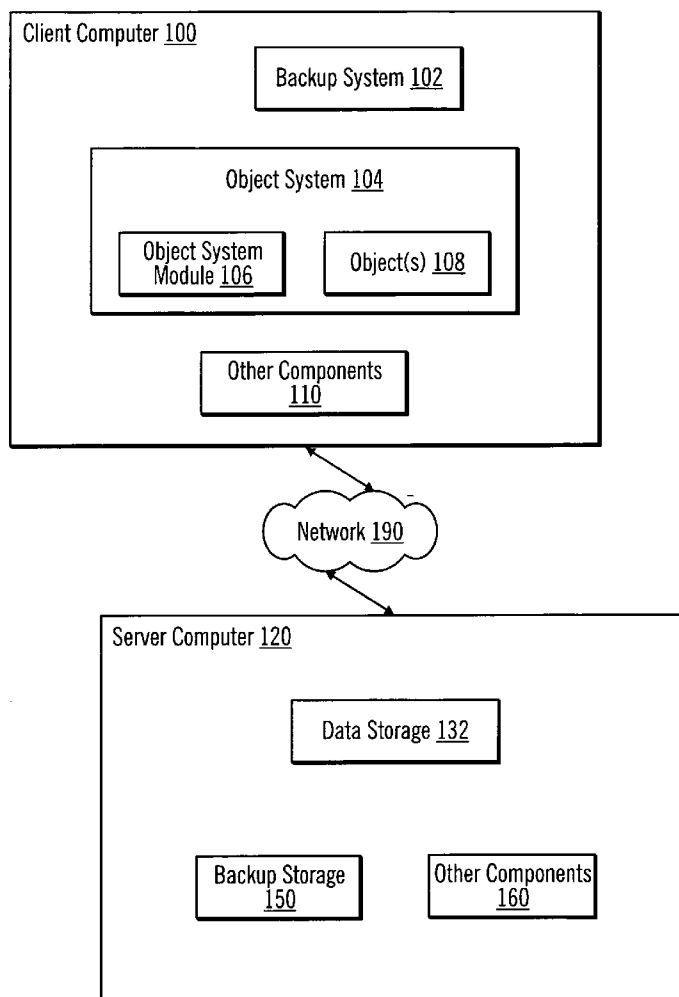 Client Computer 100
Backup System 102
Object System 104
Object System
Module 106
Object(s) 108
Other Components
110
Network 190
Server Computer 120
Data Storage 132
Backup Storage
150
Other Components
160